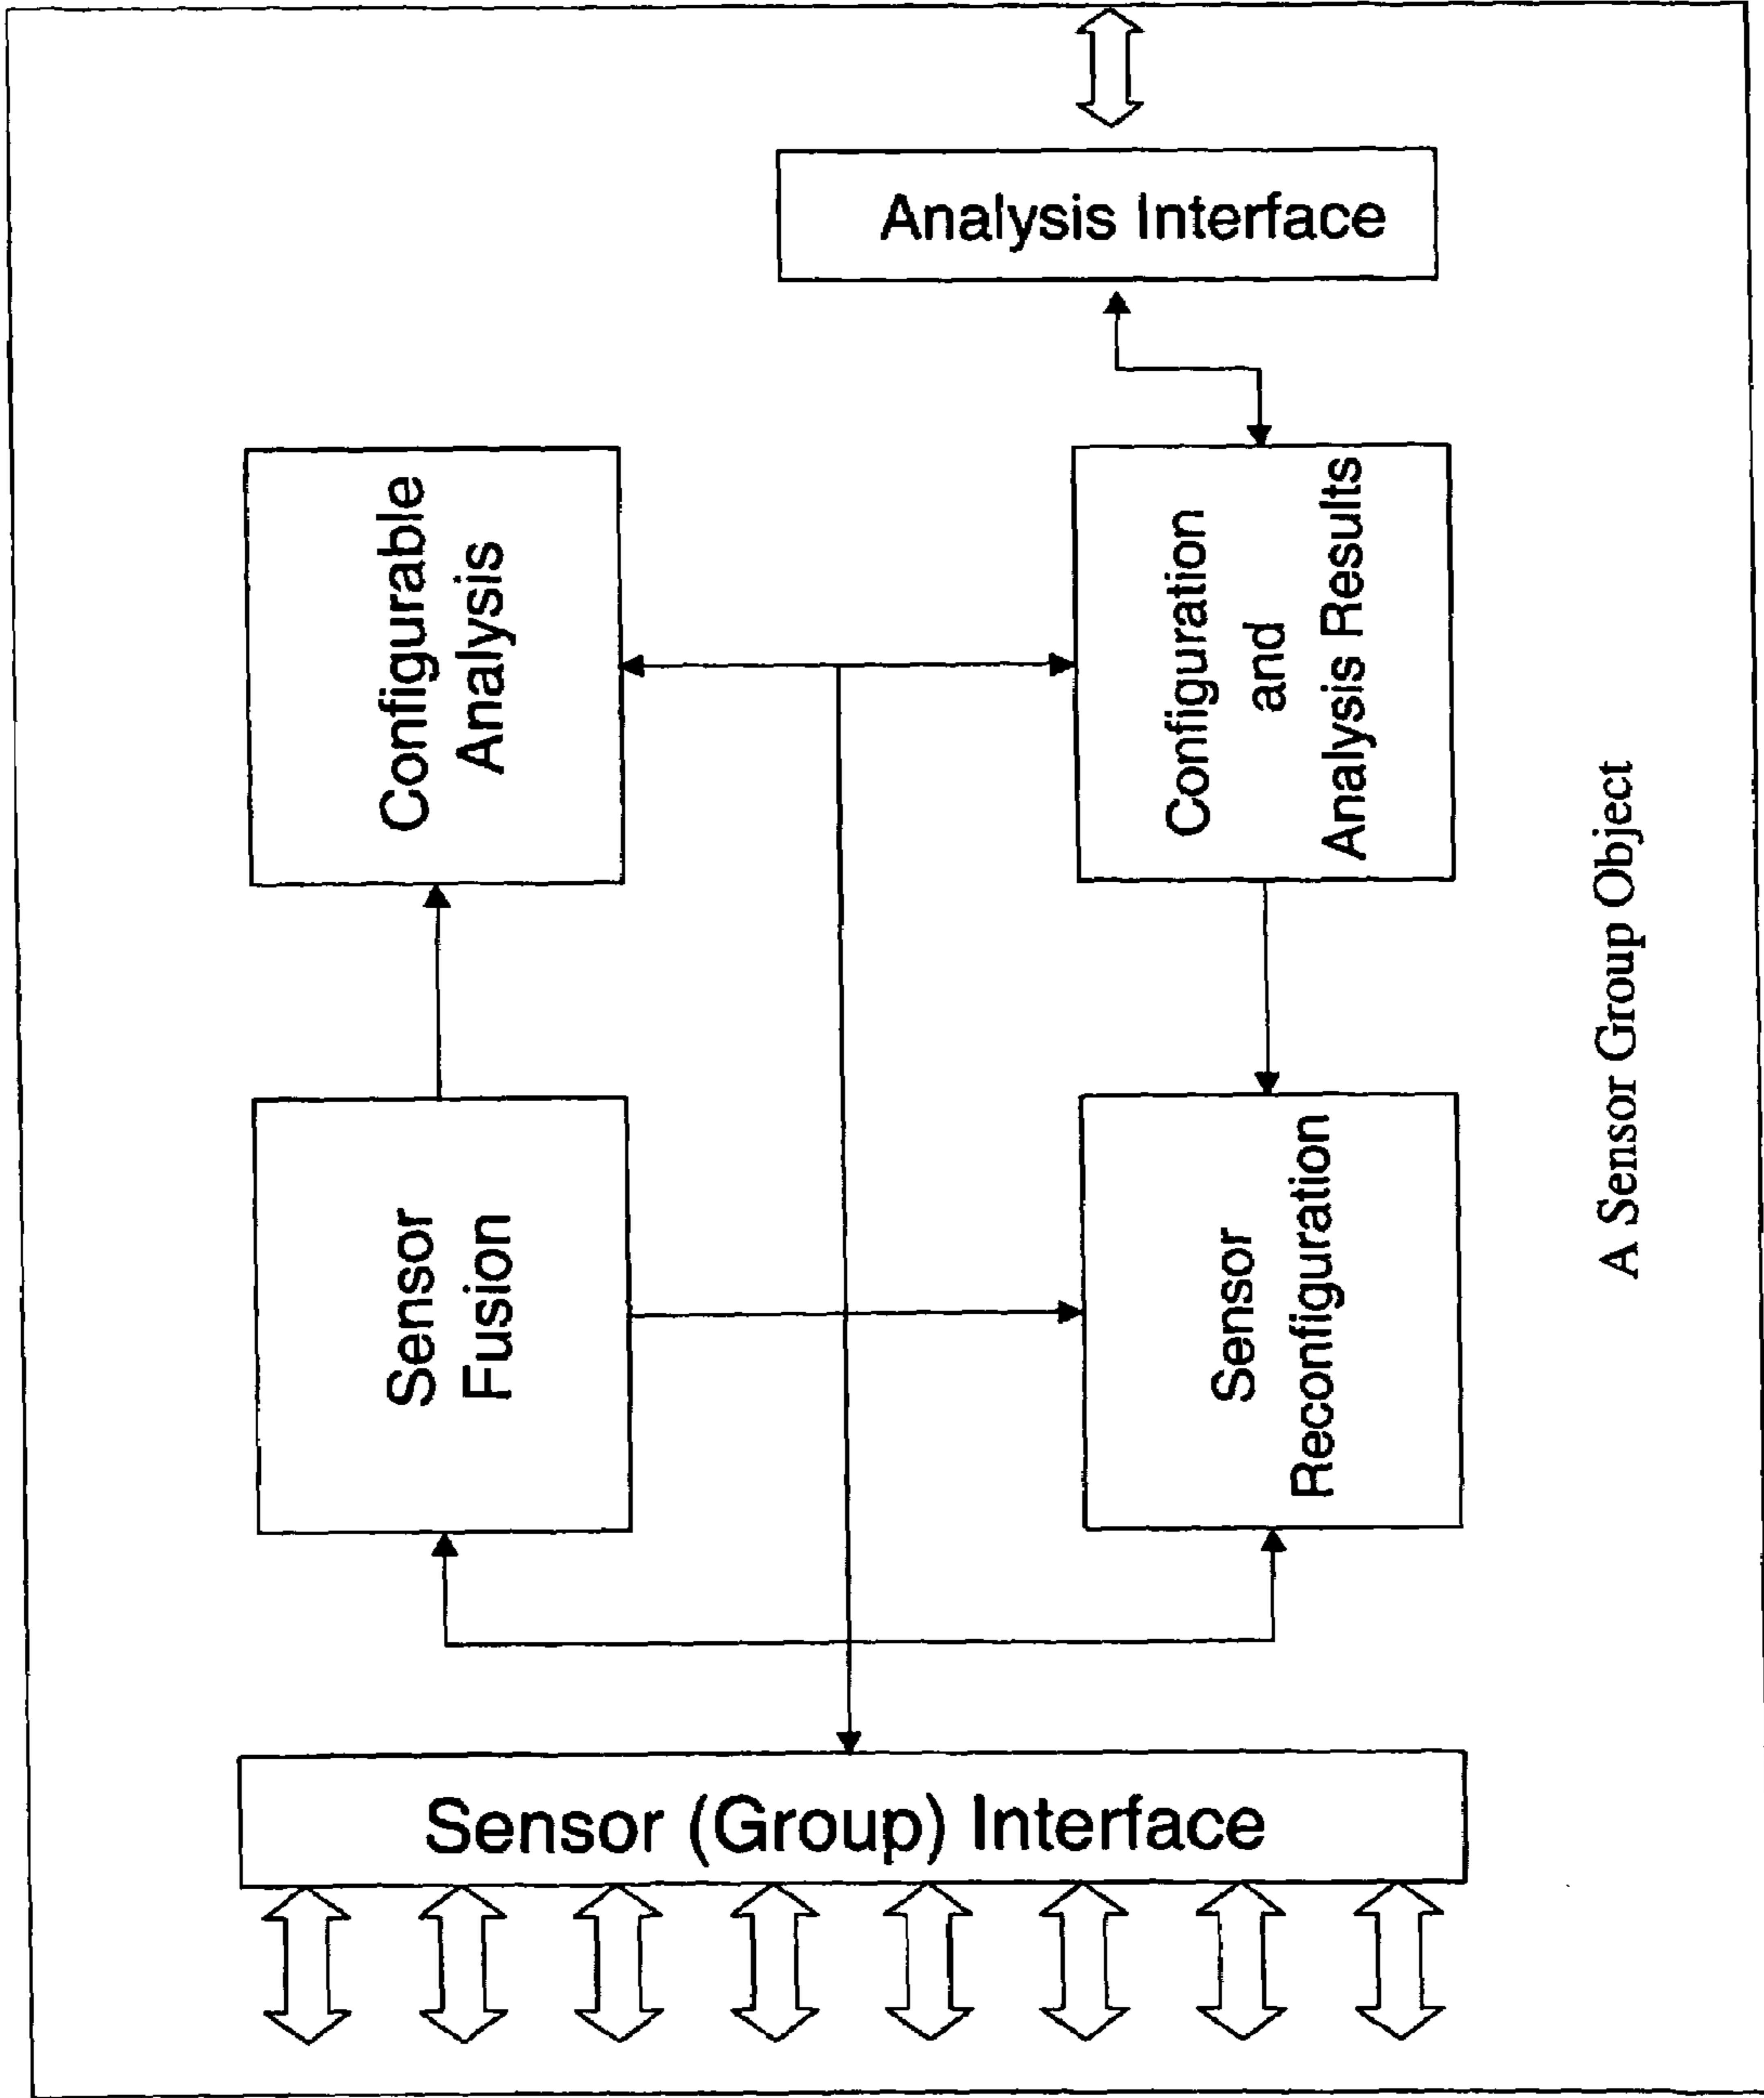 Sensor (Group) Interface
Sensor
Fusion
Configurable
Analysis
Sensor
Reconfiguration
Configuration
and
Analysis Results
Analysis Interface
A Sensor Group Object